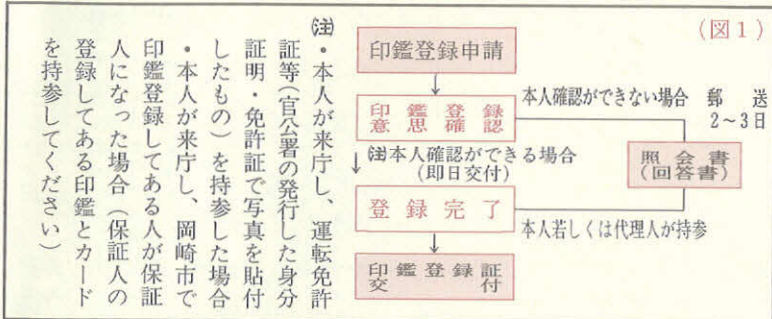 (図1)
印鑑登録申請
印鑑登録
意思確認
本人確認ができない場合 郵送
2～3日
(注)本人確認ができる場合
(即日交付)
照会書
(回答書)
登録完了
本人若しくは代理人が持参
印鑑登録証
交付
(注)・本人が来庁し、運転免許
証等(官公署の発行した身分
証明・免許証で写真を貼付
したもの)を持参した場合
・本人が来庁し、岡崎市で
印鑑登録してある人が保証
人になった場合(保証人の
登録してある印鑑とカード
を持参してください)